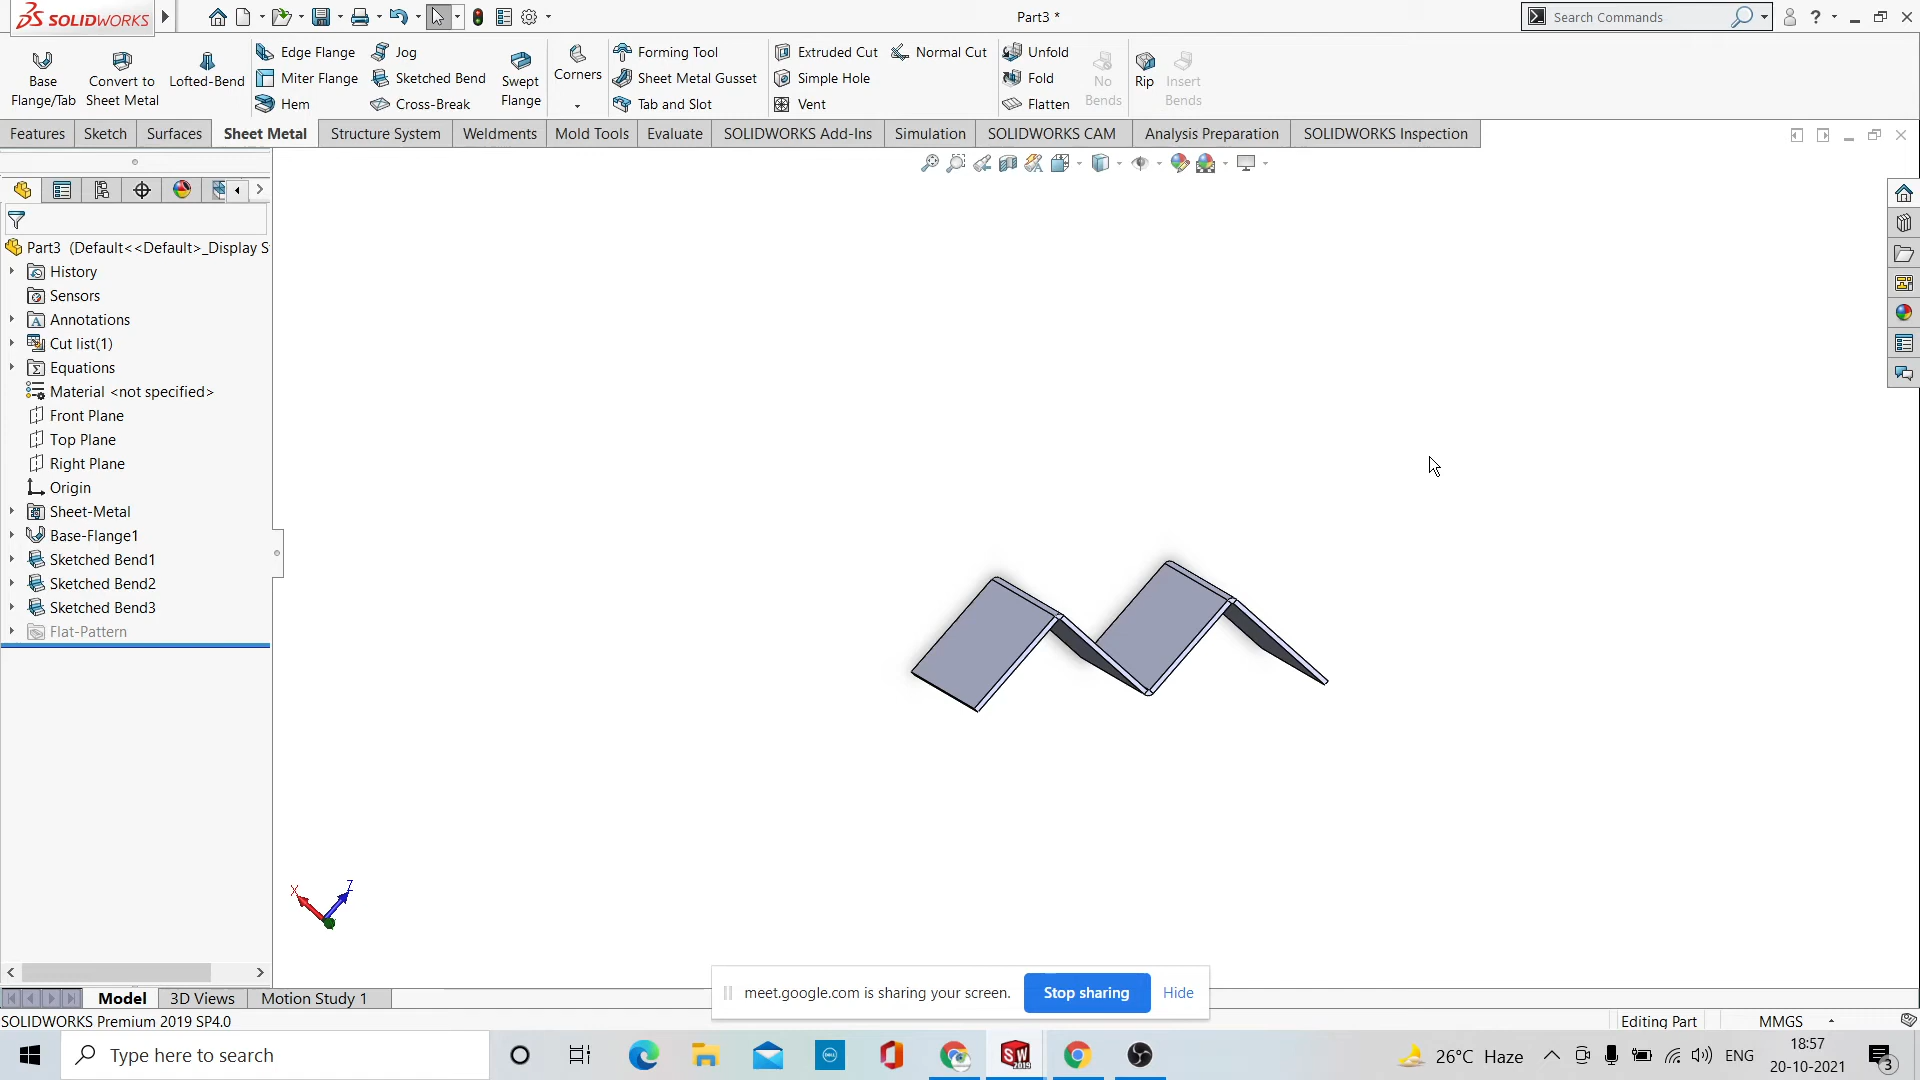 SOLIDWORKS
Part3 *
Search Commands
Base Flange/Tab
Convert to Sheet Metal
Lofted-Bend
Edge Flange
Miter Flange
Hem
Jog
Sketched Bend
Cross-Break
Swept Flange
Corners
Forming Tool
Sheet Metal Gusset
Tab and Slot
Extruded Cut
Simple Hole
Vent
Normal Cut
Unfold
Fold
Flatten
No Bends
Rip
Insert Bends
Features
Sketch
Surfaces
Sheet Metal
Structure System
Weldments
Mold Tools
Evaluate
SOLIDWORKS Add-Ins
Simulation
SOLIDWORKS CAM
Analysis Preparation
SOLIDWORKS Inspection
Part3 (Default<<Default>_Display S
History
Sensors
Annotations
Cut list(1)
Equations
Material <not specified>
Front Plane
Top Plane
Right Plane
Origin
Sheet-Metal
Base-Flange1
Sketched Bend1
Sketched Bend2
Sketched Bend3
Flat-Pattern
X
Z
Model
3D Views
Motion Study 1
meet.google.com is sharing your screen.
Stop sharing
Hide
SOLIDWORKS Premium 2019 SP4.0
Editing Part
MMGS
Type here to search
DELL
SW
2019
26°C Haze
ENG
18:57
20-10-2021
3